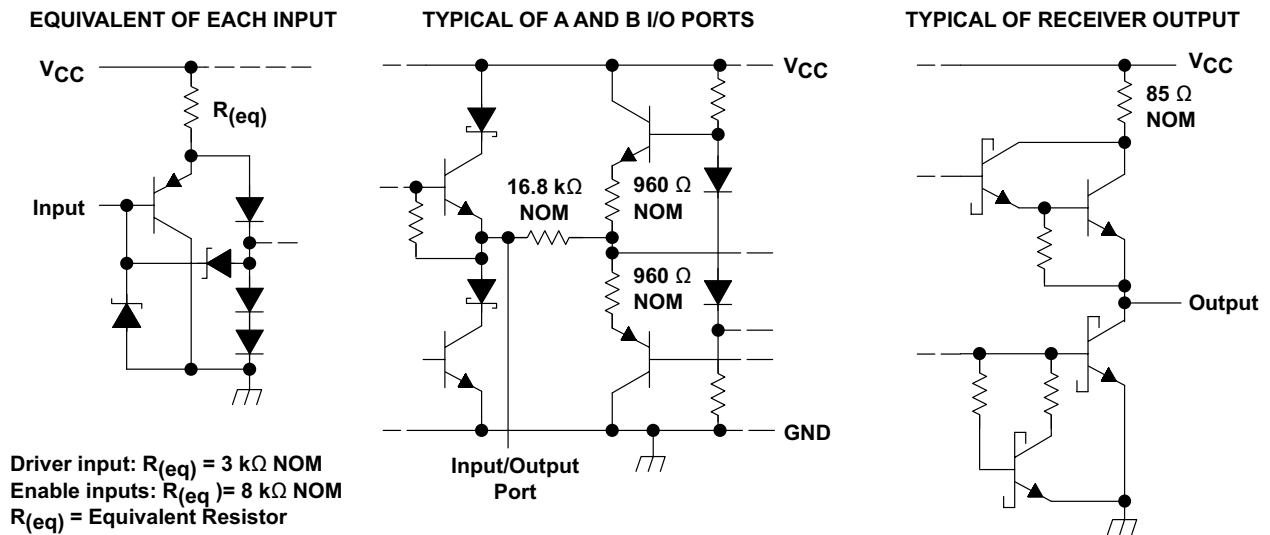 EQUIVALENT OF EACH INPUT
VCC
R(eq)
Input
Driver input: R(eq) = 3 kΩ NOM
Enable inputs: R(eq )= 8 kΩ NOM
R(eq) = Equivalent Resistor
TYPICAL OF A AND B I/O PORTS
VCC
16.8 kΩ
NOM
960 Ω
NOM
960 Ω
NOM
GND
Input/Output
Port
TYPICAL OF RECEIVER OUTPUT
VCC
85 Ω
NOM
Output